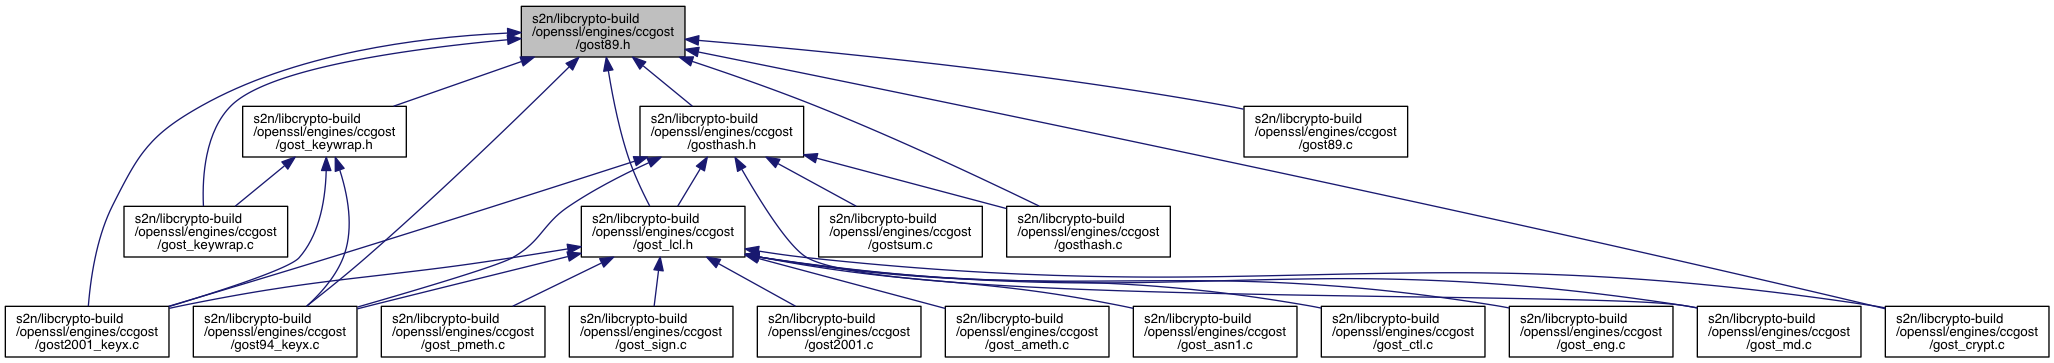 s2n/libcrypto-build
/openssl/engines/ccgost
/gost89.h
s2n/libcrypto-build
/openssl/engines/ccgost
/gost_keywrap.h
s2n/libcrypto-build
/openssl/engines/ccgost
/gosthash.h
s2n/libcrypto-build
/openssl/engines/ccgost
/gost89.c
s2n/libcrypto-build
/openssl/engines/ccgost
/gost_keywrap.c
s2n/libcrypto-build
/openssl/engines/ccgost
/gost_lcl.h
s2n/libcrypto-build
/openssl/engines/ccgost
/gostsum.c
s2n/libcrypto-build
/openssl/engines/ccgost
/gosthash.c
s2n/libcrypto-build
/openssl/engines/ccgost
/gost2001_keyx.c
s2n/libcrypto-build
/openssl/engines/ccgost
/gost94_keyx.c
s2n/libcrypto-build
/openssl/engines/ccgost
/gost_pmeth.c
s2n/libcrypto-build
/openssl/engines/ccgost
/gost_sign.c
s2n/libcrypto-build
/openssl/engines/ccgost
/gost2001.c
s2n/libcrypto-build
/openssl/engines/ccgost
/gost_ameth.c
s2n/libcrypto-build
/openssl/engines/ccgost
/gost_asn1.c
s2n/libcrypto-build
/openssl/engines/ccgost
/gost_ctl.c
s2n/libcrypto-build
/openssl/engines/ccgost
/gost_eng.c
s2n/libcrypto-build
/openssl/engines/ccgost
/gost_md.c
s2n/libcrypto-build
/openssl/engines/ccgost
/gost_crypt.c